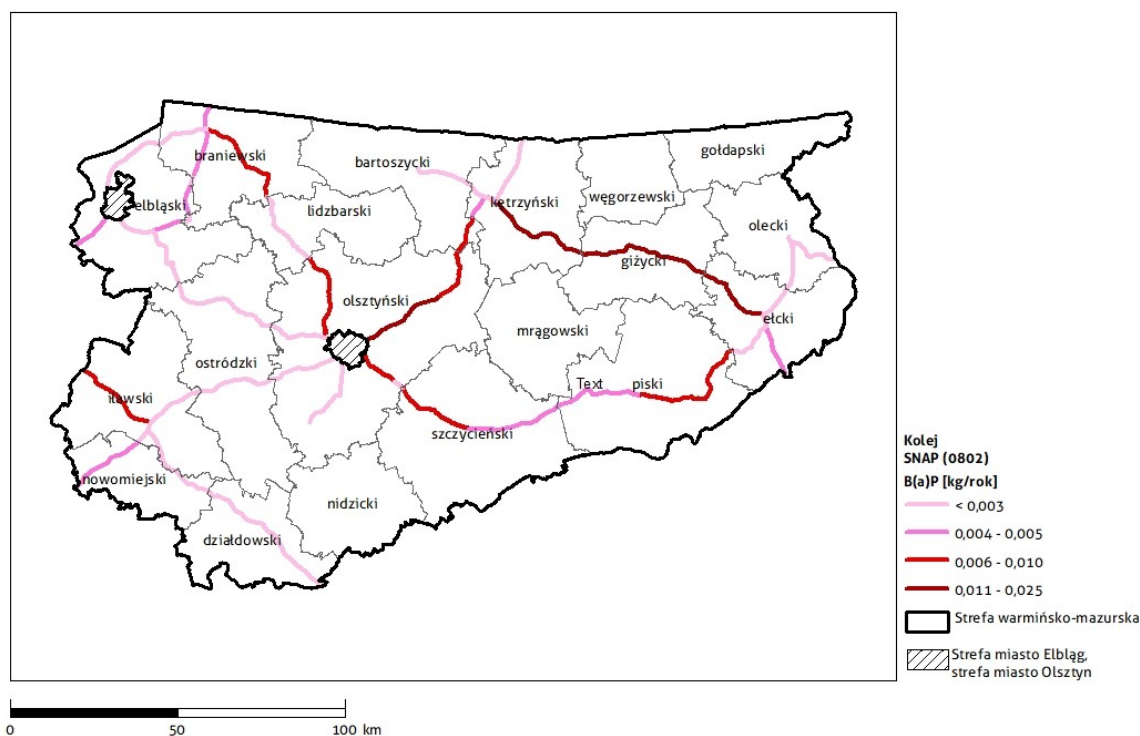 gołdapski
braniewski
bartoszycki
węgorzewski
kętrzyński
elbląski
lidzbarski
olecki
giżycki
olsztyński
ełcki
mrągowski
ostródzki
Text
piski
iławski
szczycieński
nowomiejski
nidzicki
działdowski
Kolej
SNAP (0802)
B(a)P [kg/rok]
< 0,003
0,004 - 0,005
0,006 - 0,010
0,011 - 0,025
Strefa warmińsko-mazurska
Strefa miasto Elbląg,
strefa miasto Olsztyn
0 50 100 km